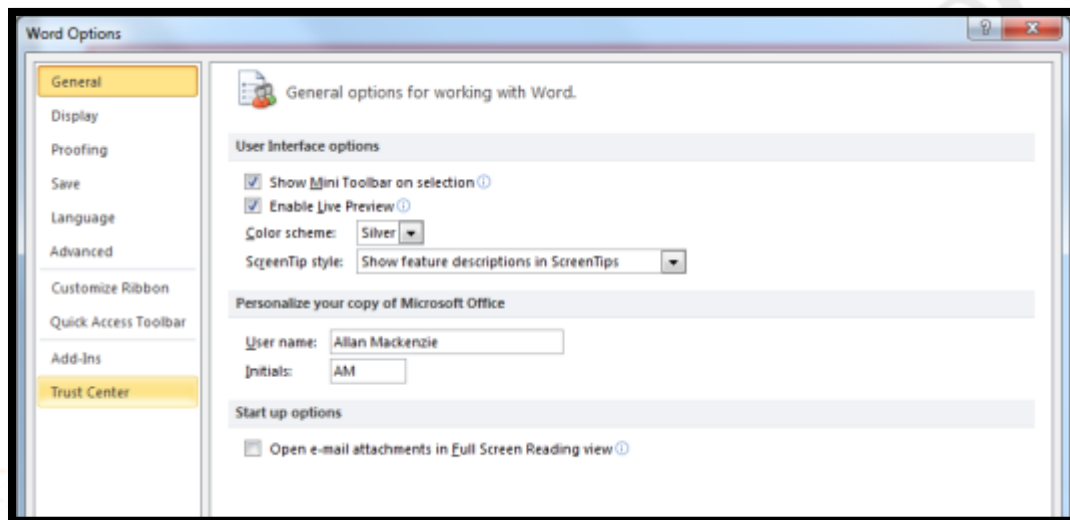 Word Options
General
Display
Proofing
Save
Language
Advanced
Customize Ribbon
Quick Access Toolbar
Add-Ins
Trust Center
General options for working with Word.
User Interface options
Show Mini Toolbar on selection
Enable Live Preview
Color scheme: Silver
ScreenTip style: Show feature descriptions in ScreenTips
Personalize your copy of Microsoft Office
User name: Allan Mackenzie
Initials: AM
Start up options
Open e-mail attachments in Full Screen Reading view